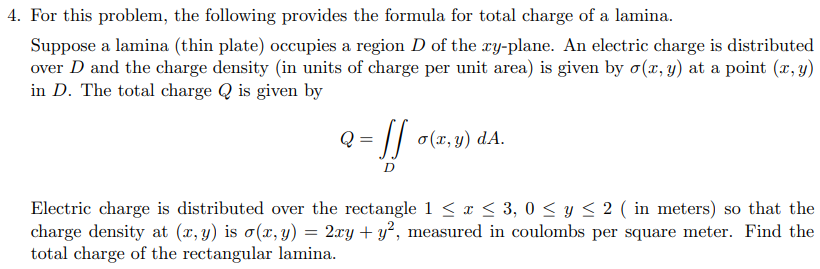 4. For this problem, the following provides the formula for total charge of a lamina.
Suppose a lamina (thin plate) occupies a region D of the xy-plane. An electric charge is distributed
over D and the charge density (in units of charge per unit area) is given by σ(x, y) at a point (x, y)
in D. The total charge Q is given by
Q = ∬_D σ(x, y) dA.
Electric charge is distributed over the rectangle 1 ≤ x ≤ 3, 0 ≤ y ≤ 2 ( in meters) so that the
charge density at (x, y) is σ(x, y) = 2xy + y², measured in coulombs per square meter. Find the
total charge of the rectangular lamina.